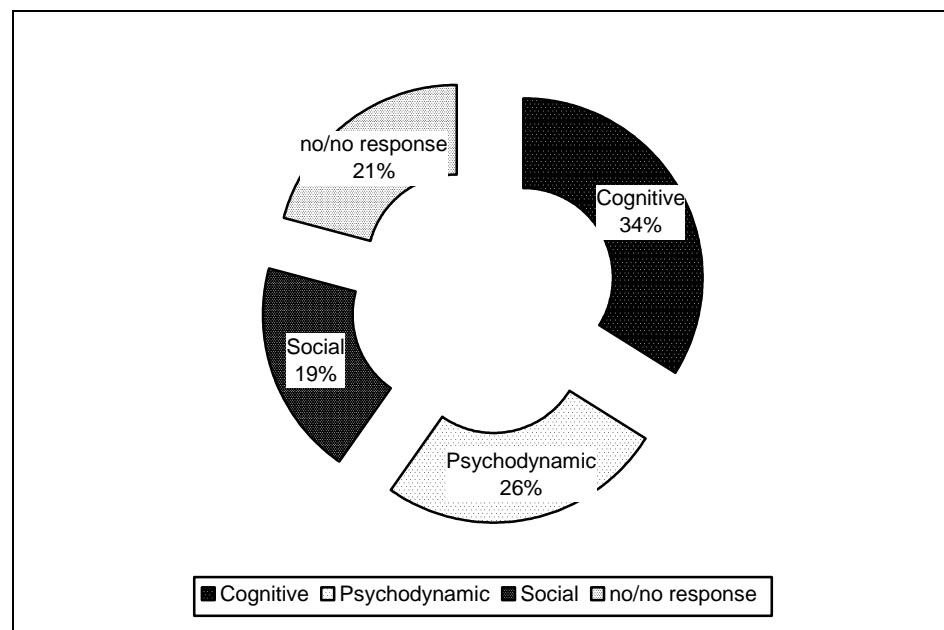 no/no response
21%
Cognitive
34%
Social
19%
Psychodynamic
26%
Cognitive Psychodynamic Social no/no response